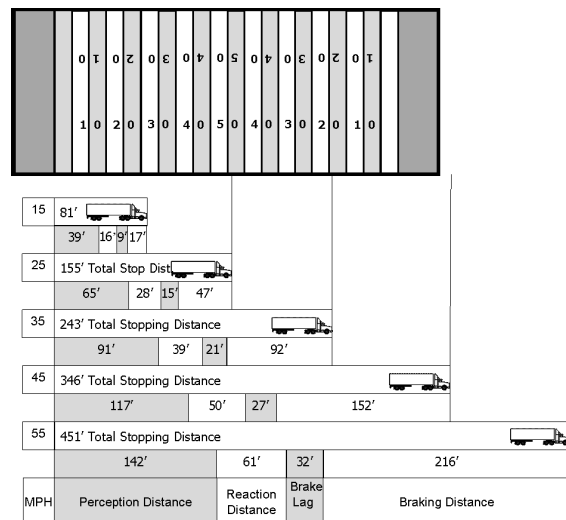 1 0 2 0 3 0 4 0 5 0 4 0 3 0 2 0 1 0
1 0 2 0 3 0 4 0 5 0 4 0 3 0 2 0 1 0
15 81'
39' 16' 9' 17'
25 155' Total Stop Dist
65' 28' 15' 47'
35 243' Total Stopping Distance
91' 39' 21' 92'
45 346' Total Stopping Distance
117' 50' 27' 152'
55 451' Total Stopping Distance
142' 61' 32' 216'
MPH Perception Distance Reaction Distance Brake Lag Braking Distance